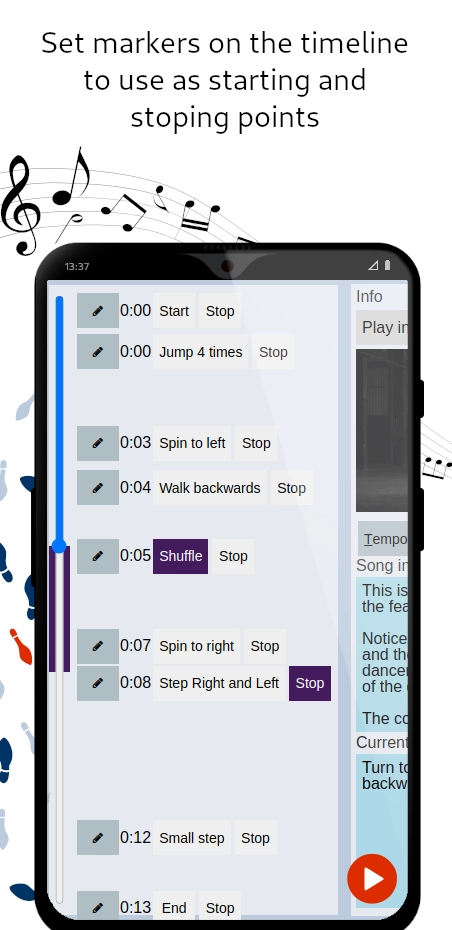 Set markers on the timeline
to use as starting and
stoping points
13:37
0:00 Start Stop
0:00 Jump 4 times Stop
0:03 Spin to left Stop
0:04 Walk backwards Stop
0:05 Shuffle Stop
0:07 Spin to right Stop
0:08 Step Right and Left Stop
0:12 Small step Stop
0:13 End Stop
Info
Play in
Tempo
Song in
This is
the fea
Notice
and th
dancer
of the
The co
Current
Turn to
backw